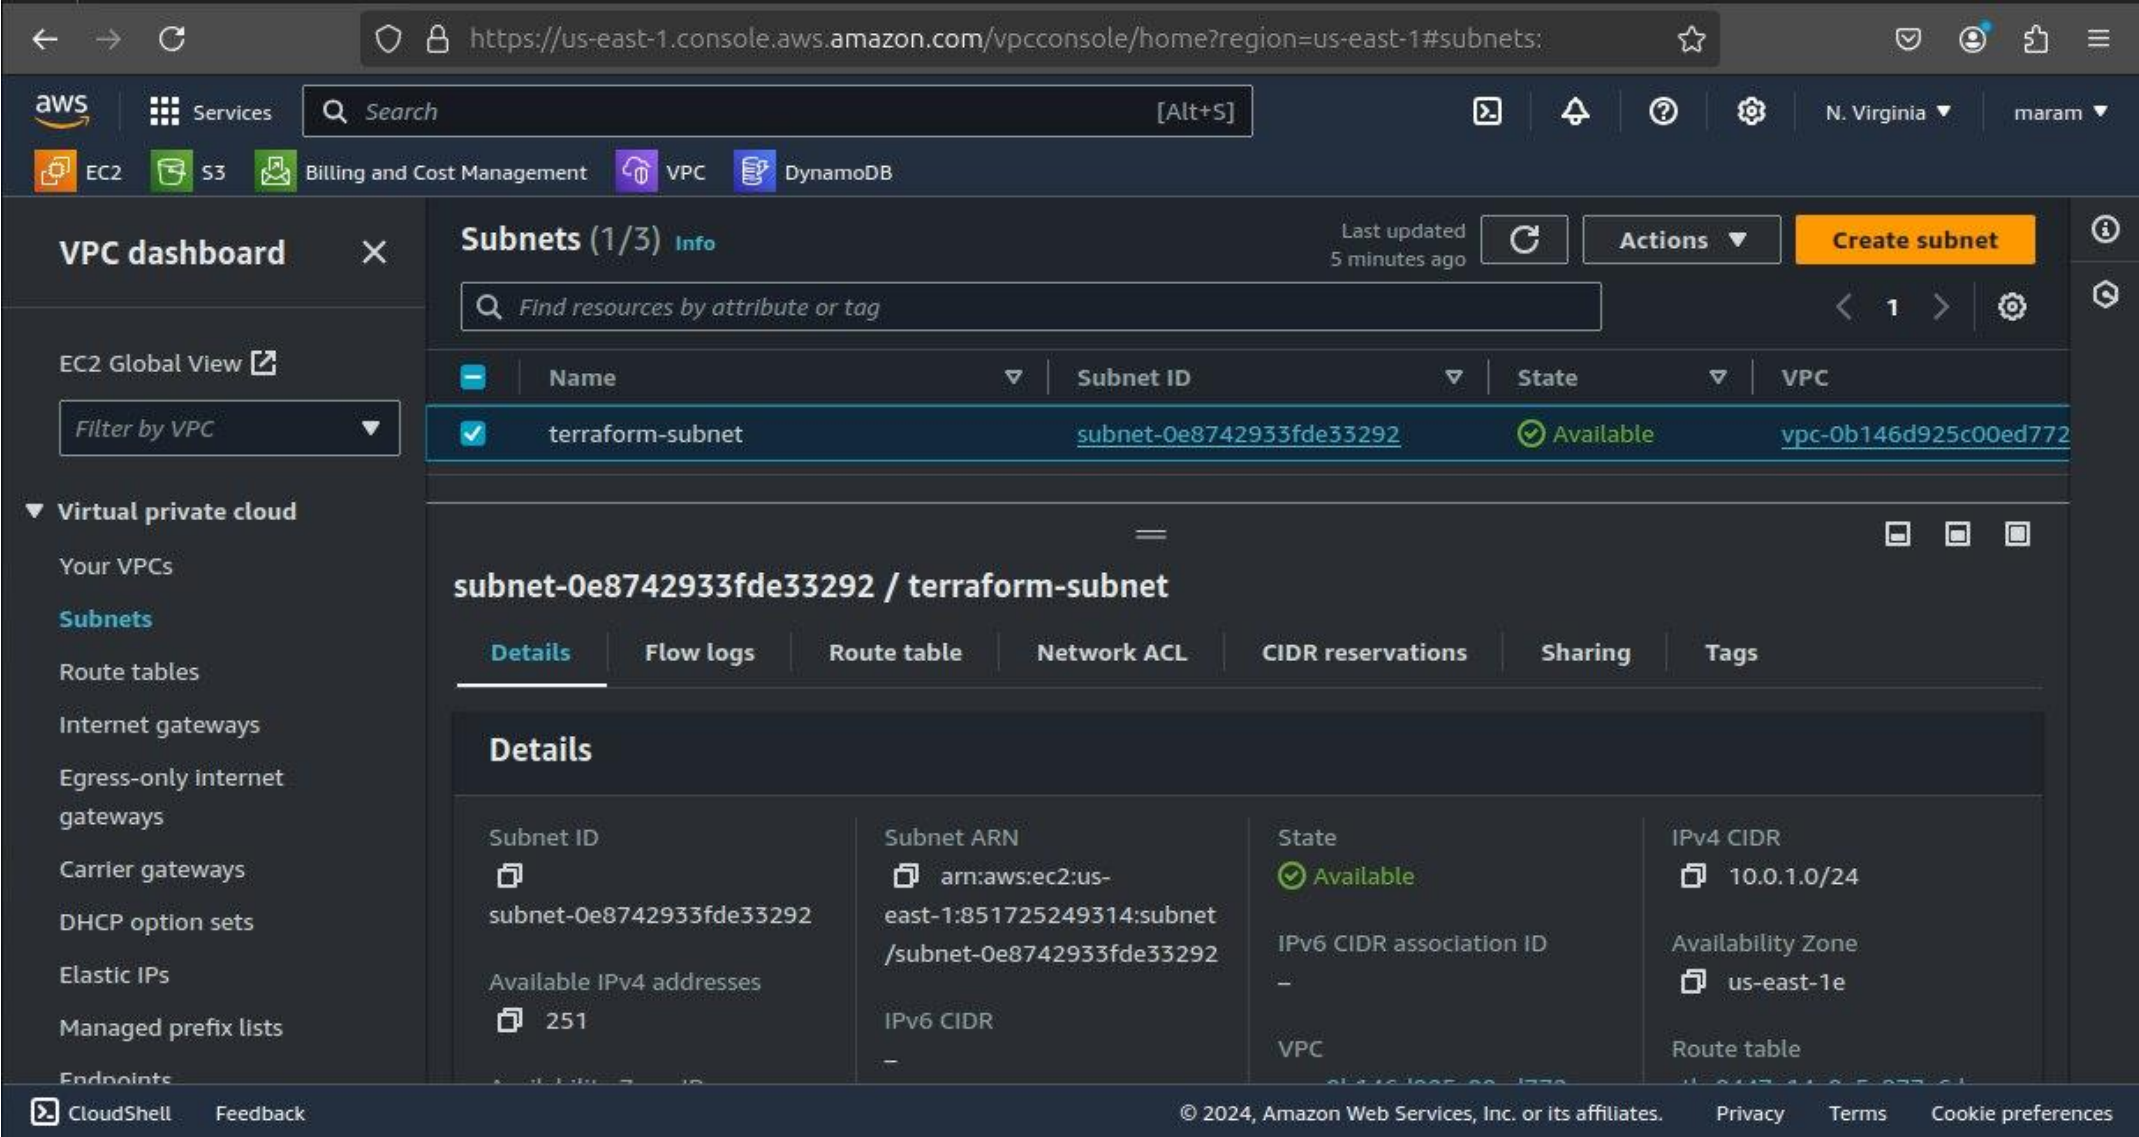 https://us-east-1.console.aws.amazon.com/vpcconsole/home?region=us-east-1#subnets:
aws
Services
Search
[Alt+S]
N. Virginia
maram
EC2
S3
Billing and Cost Management
VPC
DynamoDB
VPC dashboard
EC2 Global View
Filter by VPC
Virtual private cloud
Your VPCs
Subnets
Route tables
Internet gateways
Egress-only internet
gateways
Carrier gateways
DHCP option sets
Elastic IPs
Managed prefix lists
Endpoints
Subnets (1/3) Info
Last updated
5 minutes ago
Actions
Create subnet
Find resources by attribute or tag
1
Name
Subnet ID
State
VPC
terraform-subnet
subnet-0e8742933fde33292
Available
vpc-0b146d925c00ed772
subnet-0e8742933fde33292 / terraform-subnet
Details
Flow logs
Route table
Network ACL
CIDR reservations
Sharing
Tags
Details
Subnet ID
subnet-0e8742933fde33292
Available IPv4 addresses
251
Subnet ARN
arn:aws:ec2:us-
east-1:851725249314:subnet
/subnet-0e8742933fde33292
IPv6 CIDR
–
State
Available
IPv6 CIDR association ID
–
VPC
IPv4 CIDR
10.0.1.0/24
Availability Zone
us-east-1e
Route table
CloudShell
Feedback
© 2024, Amazon Web Services, Inc. or its affiliates.
Privacy
Terms
Cookie preferences